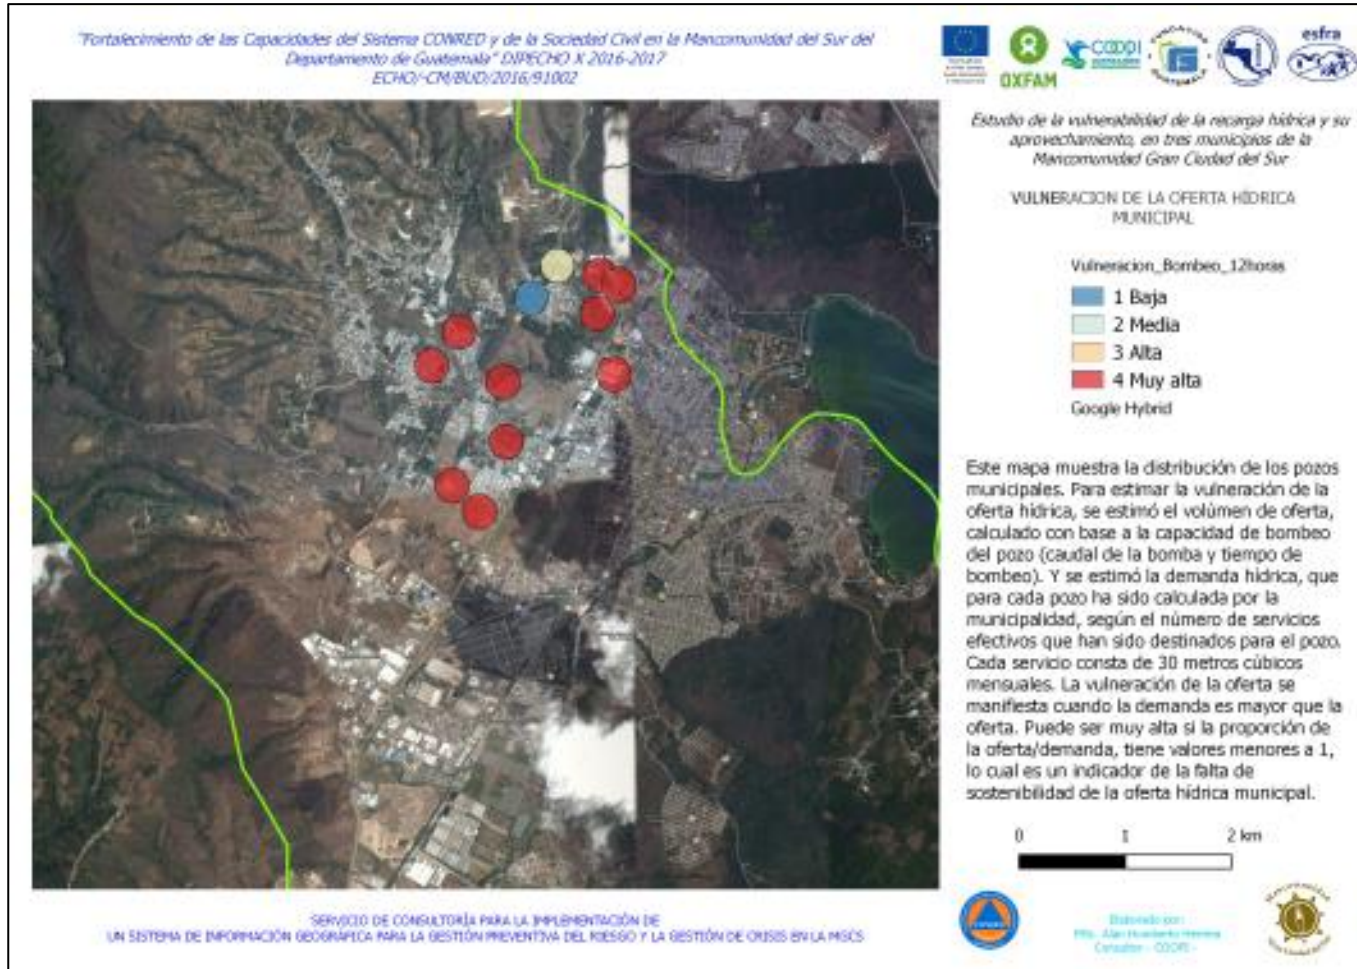 "Fortalecimiento de las Capacidades del Sistema CONRED y de la Sociedad Civil en la Mancomunidad del Sur del
Departamento de Guatemala" DIPECHO X 2016-2017
ECHO/-CM/BUD/2016/91002
OXFAM
COOPI
GUATEMALA
esfra
Estudio de la vulnerabilidad de la recarga hídrica y su
aprovechamiento, en tres municipios de la
Mancomunidad Gran Ciudad del Sur
VULNERACION DE LA OFERTA HÍDRICA
MUNICIPAL
Vulneracion_Bombeo_12horas
1 Baja
2 Media
3 Alta
4 Muy alta
Google Hybrid
Este mapa muestra la distribución de los pozos
municipales. Para estimar la vulneración de la
oferta hídrica, se estimó el volúmen de oferta,
calculado con base a la capacidad de bombeo
del pozo (caudal de la bomba y tiempo de
bombeo). Y se estimó la demanda hídrica, que
para cada pozo ha sido calculada por la
municipalidad, según el número de servicios
efectivos que han sido destinados para el pozo.
Cada servicio consta de 30 metros cúbicos
mensuales. La vulneración de la oferta se
manifiesta cuando la demanda es mayor que la
oferta. Puede ser muy alta si la proporción de
la oferta/demanda, tiene valores menores a 1,
lo cual es un indicador de la falta de
sostenibilidad de la oferta hídrica municipal.
0 1 2 km
SERVICIO DE CONSULTORÍA PARA LA IMPLEMENTACIÓN DE
UN SISTEMA DE INFORMACIÓN GEOGRÁFICA PARA LA GESTIÓN PREVENTIVA DEL RIESGO Y LA GESTIÓN DE CRISIS EN LA MGCS
Elaborado por:
MSc. Alan Humberto Herrera
Consultor - COOPI -